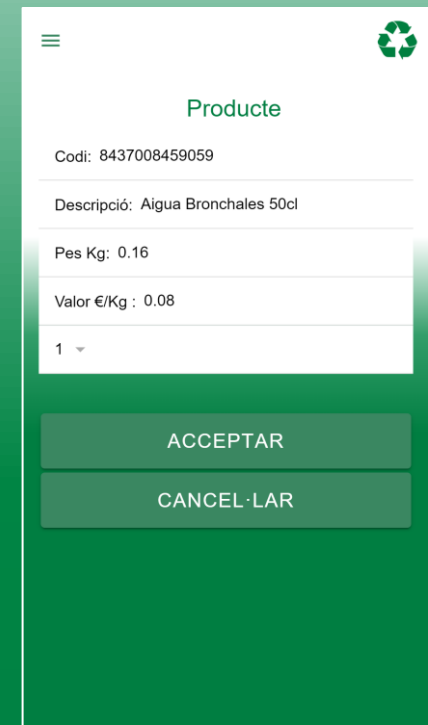 Producte
Codi: 8437008459059
Descripció: Aigua Bronchales 50cl
Pes Kg: 0.16
Valor €/Kg : 0.08
1
ACCEPTAR
CANCEL·LAR